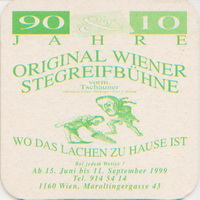 90 10
JAHRE
ORIGINAL WIENER
STEGREIFBÜHNE
vorm.
Tschauner
WO DAS LACHEN ZU HAUSE IST
Bei jedem Wetter!
Ab 15. Juni bis 11. September 1999
Tel. 914 54 14
1160 Wien, Maroltingergasse 43